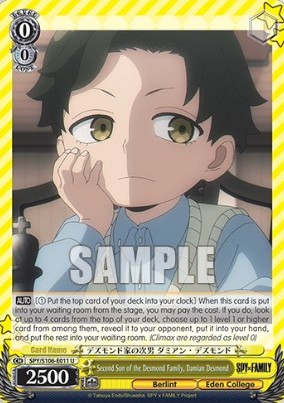 LEVEL
0
0
COST
SAMPLE
AUTO [① Put the top card of your deck into your clock] When this card is put
into your waiting room from the stage, you may pay the cost. If you do, look
at up to 4 cards from the top of your deck, choose up to 1 level 1 or higher
card from among them, reveal it to your opponent, put it into your hand, and
put the rest into your waiting room. (Climax are regarded as level 0)
SPY/S106-E011 U
Card Name
デズモンド家の次男 ダミアン・デズモンド
Second Son of the Desmond Family, Damian Desmond
SPY×FAMILY
2500
Berlint
Eden College
©Tatsuya Endo/Shueisha, SPY x FAMILY Project